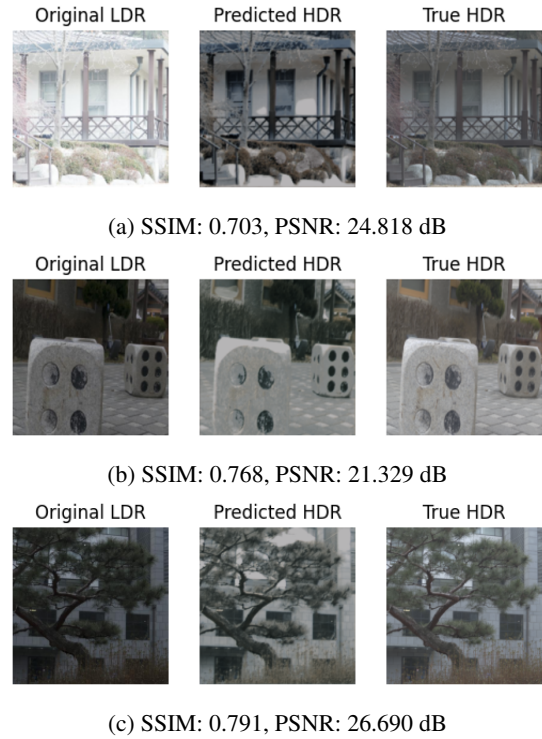 Original LDR Predicted HDR True HDR
(a) SSIM: 0.703, PSNR: 24.818 dB
Original LDR Predicted HDR True HDR
(b) SSIM: 0.768, PSNR: 21.329 dB
Original LDR Predicted HDR True HDR
(c) SSIM: 0.791, PSNR: 26.690 dB